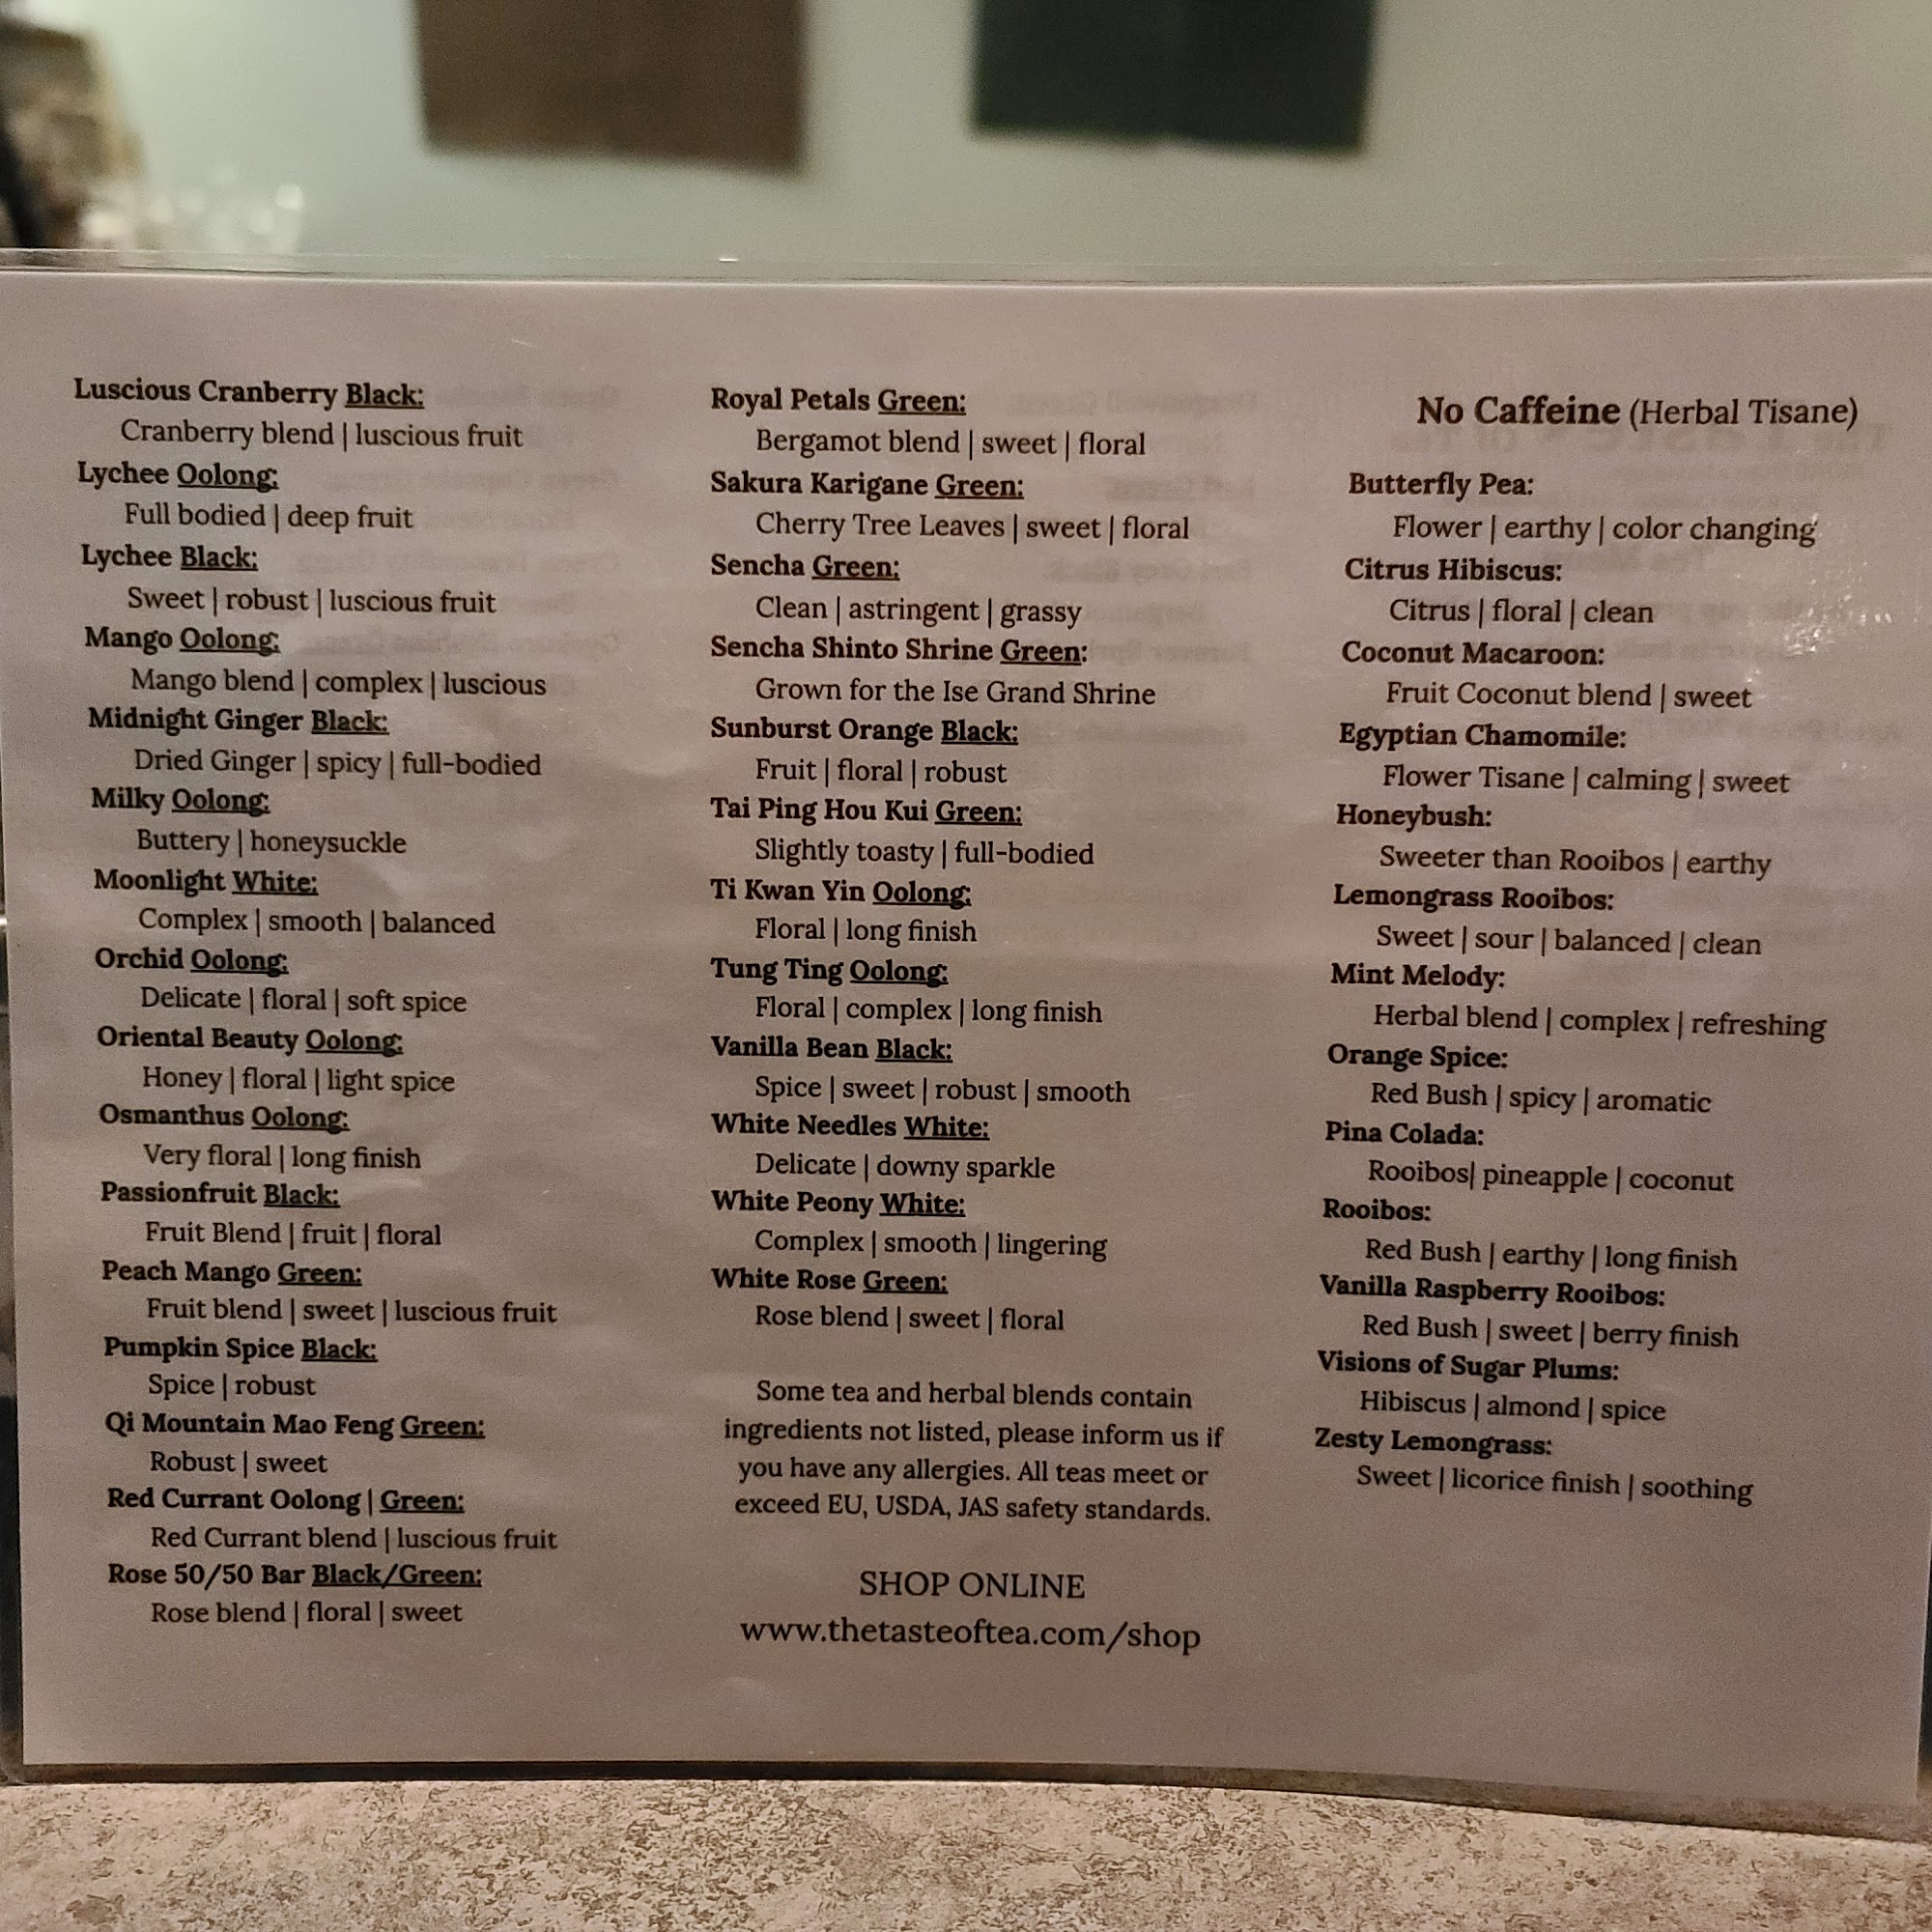 Luscious Cranberry Black:
Cranberry blend | luscious fruit
Lychee Oolong:
Full bodied | deep fruit
Lychee Black:
Sweet | robust | luscious fruit
Mango Oolong:
Mango blend | complex | luscious
Midnight Ginger Black:
Dried Ginger | spicy | full-bodied
Milky Oolong:
Buttery | honeysuckle
Moonlight White:
Complex | smooth | balanced
Orchid Oolong:
Delicate | floral | soft spice
Oriental Beauty Oolong:
Honey | floral | light spice
Osmanthus Oolong:
Very floral | long finish
Passionfruit Black:
Fruit Blend | fruit | floral
Peach Mango Green:
Fruit blend | sweet | luscious fruit
Pumpkin Spice Black:
Spice | robust
Qi Mountain Mao Feng Green:
Robust | sweet
Red Currant Oolong | Green:
Red Currant blend | luscious fruit
Rose 50/50 Bar Black/Green:
Rose blend | floral | sweet
Royal Petals Green:
Bergamot blend | sweet | floral
Sakura Karigane Green:
Cherry Tree Leaves | sweet | floral
Sencha Green:
Clean | astringent | grassy
Sencha Shinto Shrine Green:
Grown for the Ise Grand Shrine
Sunburst Orange Black:
Fruit | floral | robust
Tai Ping Hou Kui Green:
Slightly toasty | full-bodied
Ti Kwan Yin Oolong:
Floral | long finish
Tung Ting Oolong:
Floral | complex | long finish
Vanilla Bean Black:
Spice | sweet | robust | smooth
White Needles White:
Delicate | downy sparkle
White Peony White:
Complex | smooth | lingering
White Rose Green:
Rose blend | sweet | floral
Some tea and herbal blends contain
ingredients not listed, please inform us if
you have any allergies. All teas meet or
exceed EU, USDA, JAS safety standards.
SHOP ONLINE
www.thetasteoftea.com/shop
No Caffeine (Herbal Tisane)
Butterfly Pea:
Flower | earthy | color changing
Citrus Hibiscus:
Citrus | floral | clean
Coconut Macaroon:
Fruit Coconut blend | sweet
Egyptian Chamomile:
Flower Tisane | calming | sweet
Honeybush:
Sweeter than Rooibos | earthy
Lemongrass Rooibos:
Sweet | sour | balanced | clean
Mint Melody:
Herbal blend | complex | refreshing
Orange Spice:
Red Bush | spicy | aromatic
Pina Colada:
Rooibos| pineapple | coconut
Rooibos:
Red Bush | earthy | long finish
Vanilla Raspberry Rooibos:
Red Bush | sweet | berry finish
Visions of Sugar Plums:
Hibiscus | almond | spice
Zesty Lemongrass:
Sweet | licorice finish | soothing